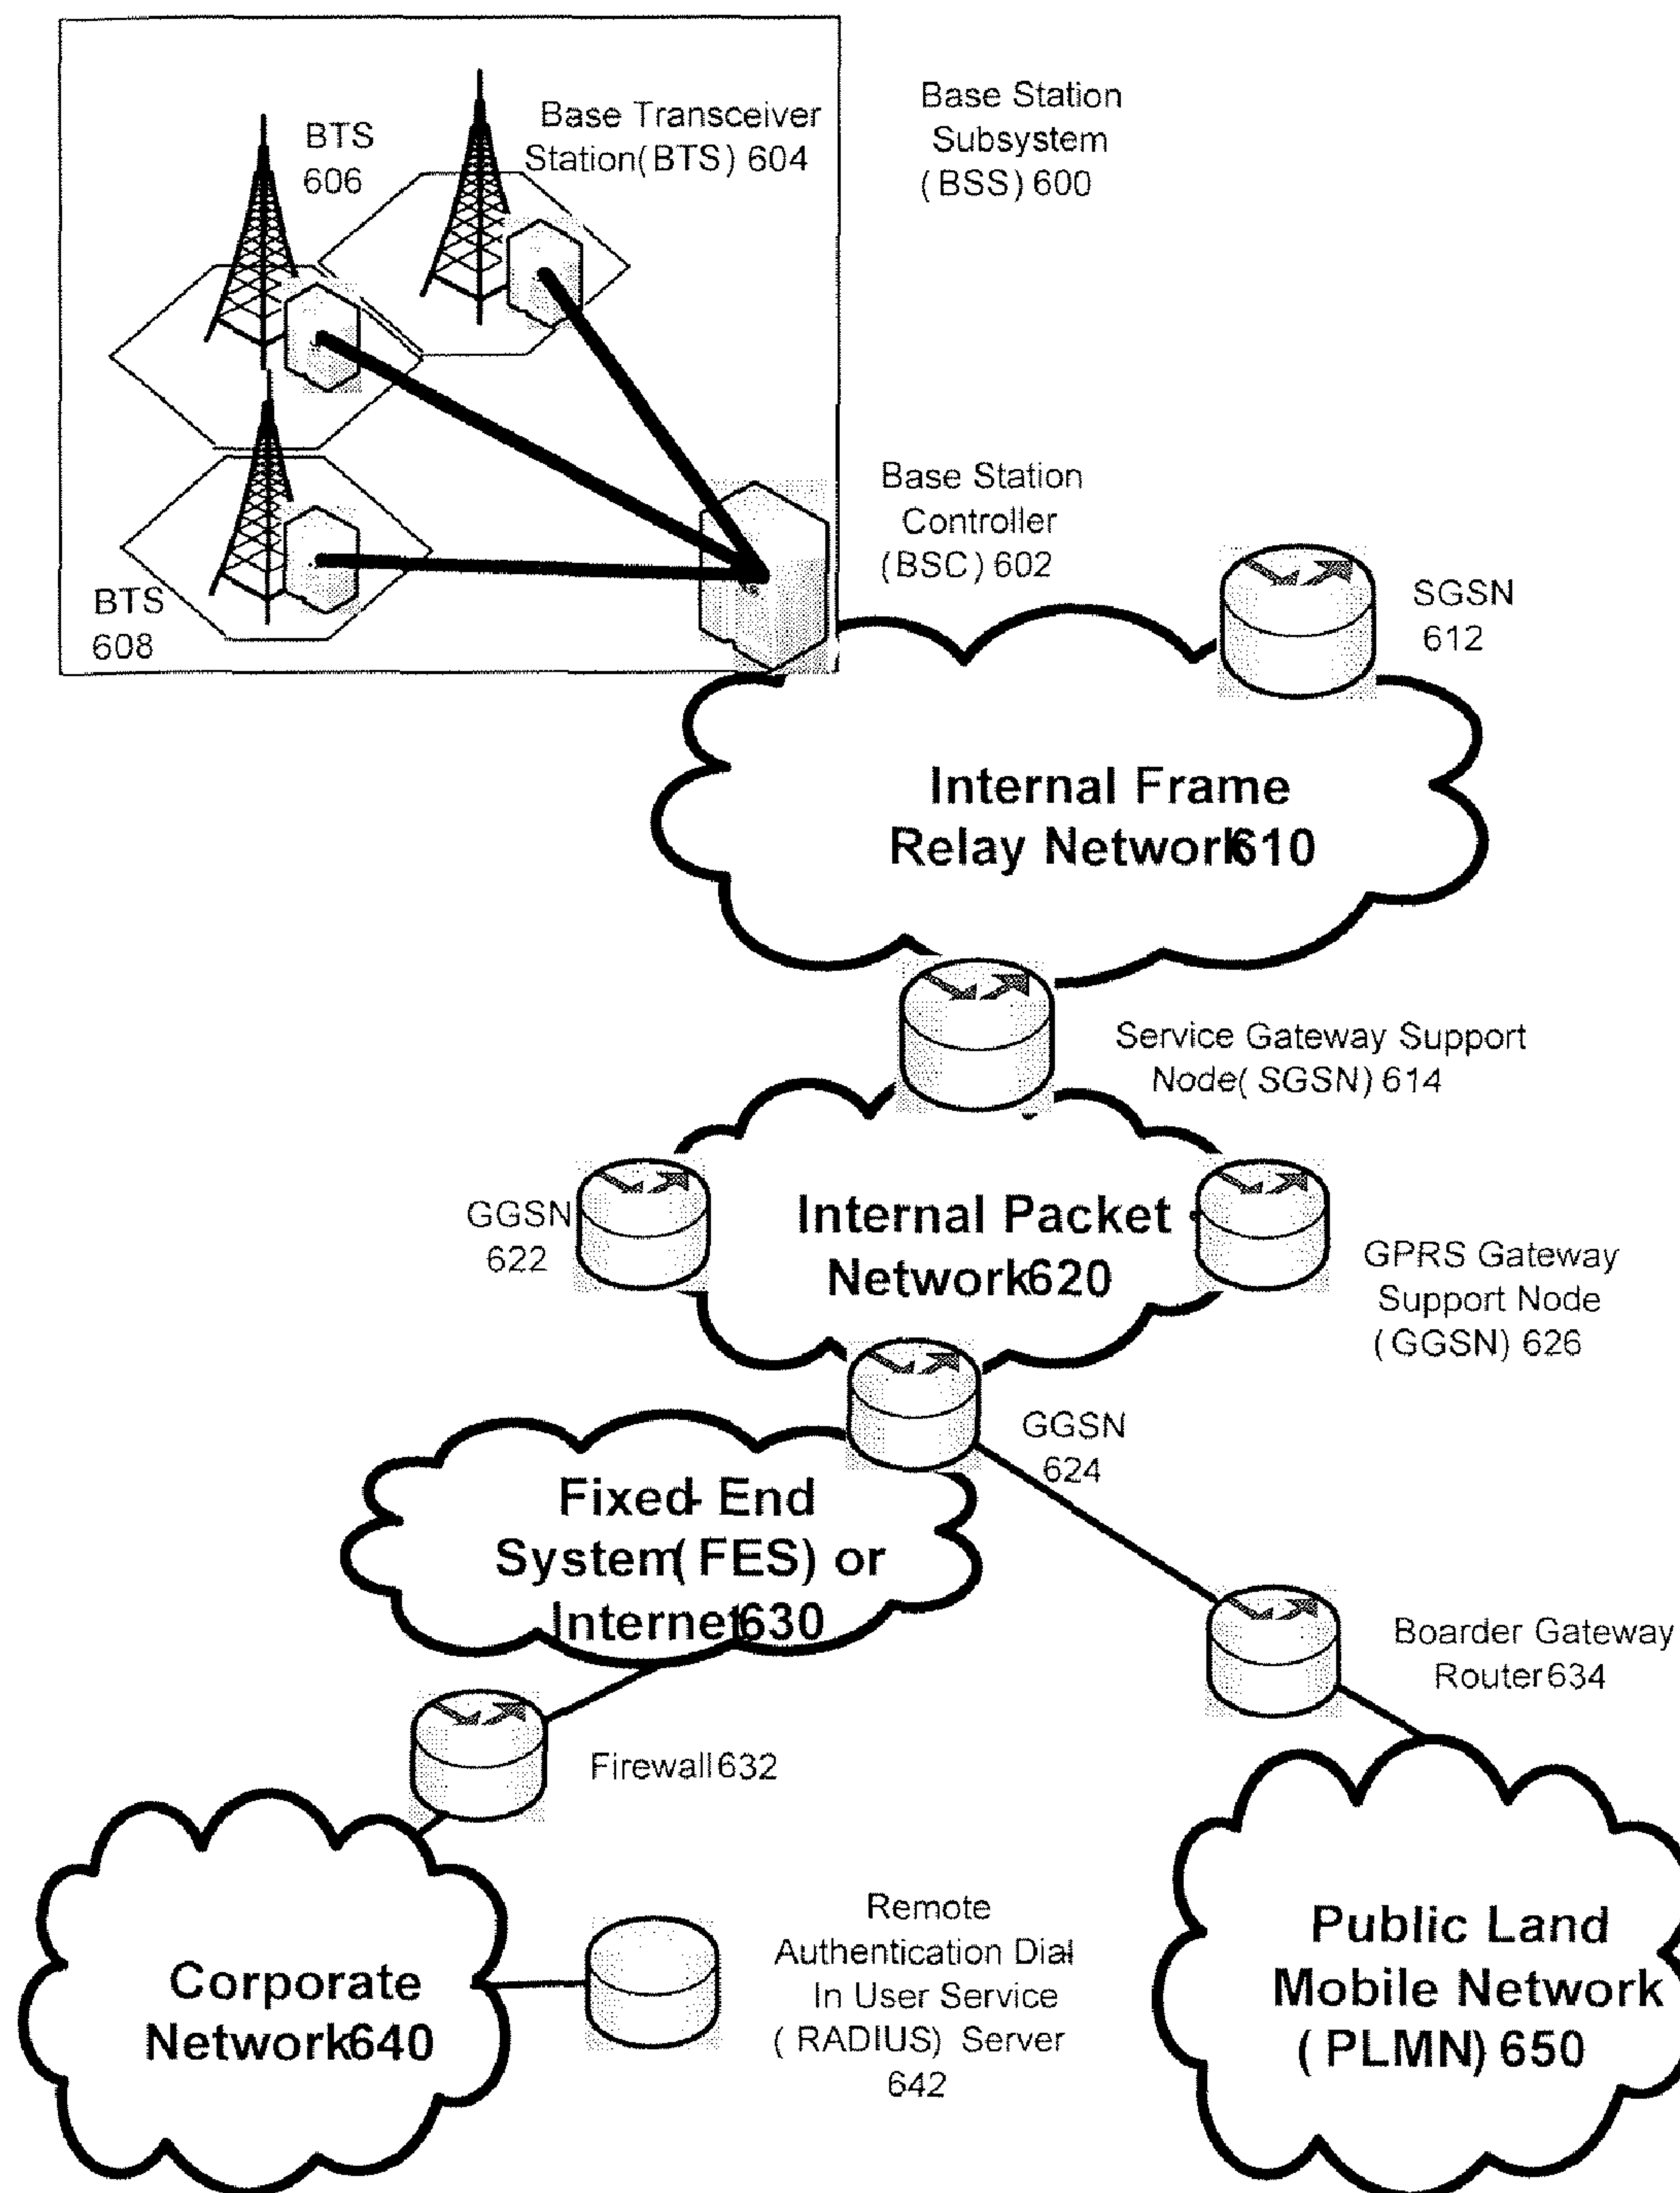 BTS
606
Base Transceiver
Station(BTS) 604
Base Station
Subsystem
(BSS) 600
Base Station
Controller
(BSC) 602
BTS
608
SGSN
612
Internal Frame
Relay Network610
Service Gateway Support
Node(SGSN) 614
GGSN
622
Internal Packet
Network620
GPRS Gateway
Support Node
(GGSN) 626
GGSN
624
Fixed-End
System(FES) or
Internet630
Boarder Gateway
Router634
Firewall632
Remote
Authentication Dial
In User Service
(RADIUS) Server
642
Corporate
Network640
Public Land
Mobile Network
(PLMN) 650